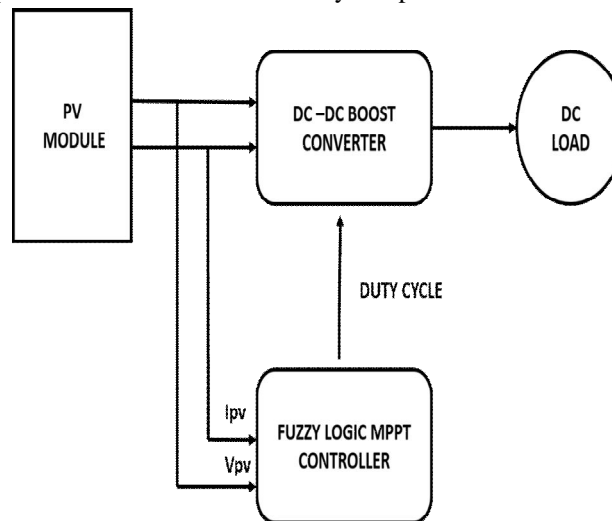 PV
MODULE
DC –DC BOOST
CONVERTER
DC
LOAD
DUTY CYCLE
Ipv
Vpv
FUZZY LOGIC MPPT
CONTROLLER